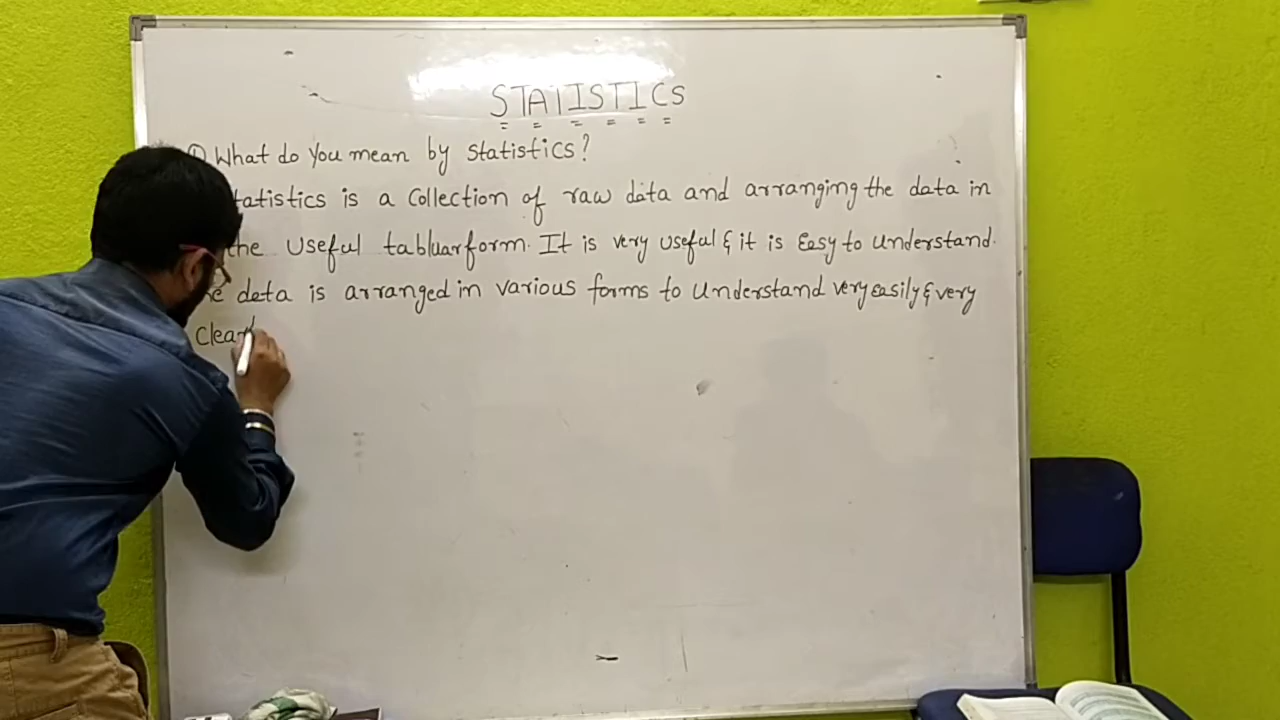 STATISTICS
① What do You mean by Statistics?
tatistics is a Collection of raw data and arranging the data in
the Useful tabluarform. It is very useful & it is Easy to Understand.
data is arranged in various forms to Understand very easily & very
Clear